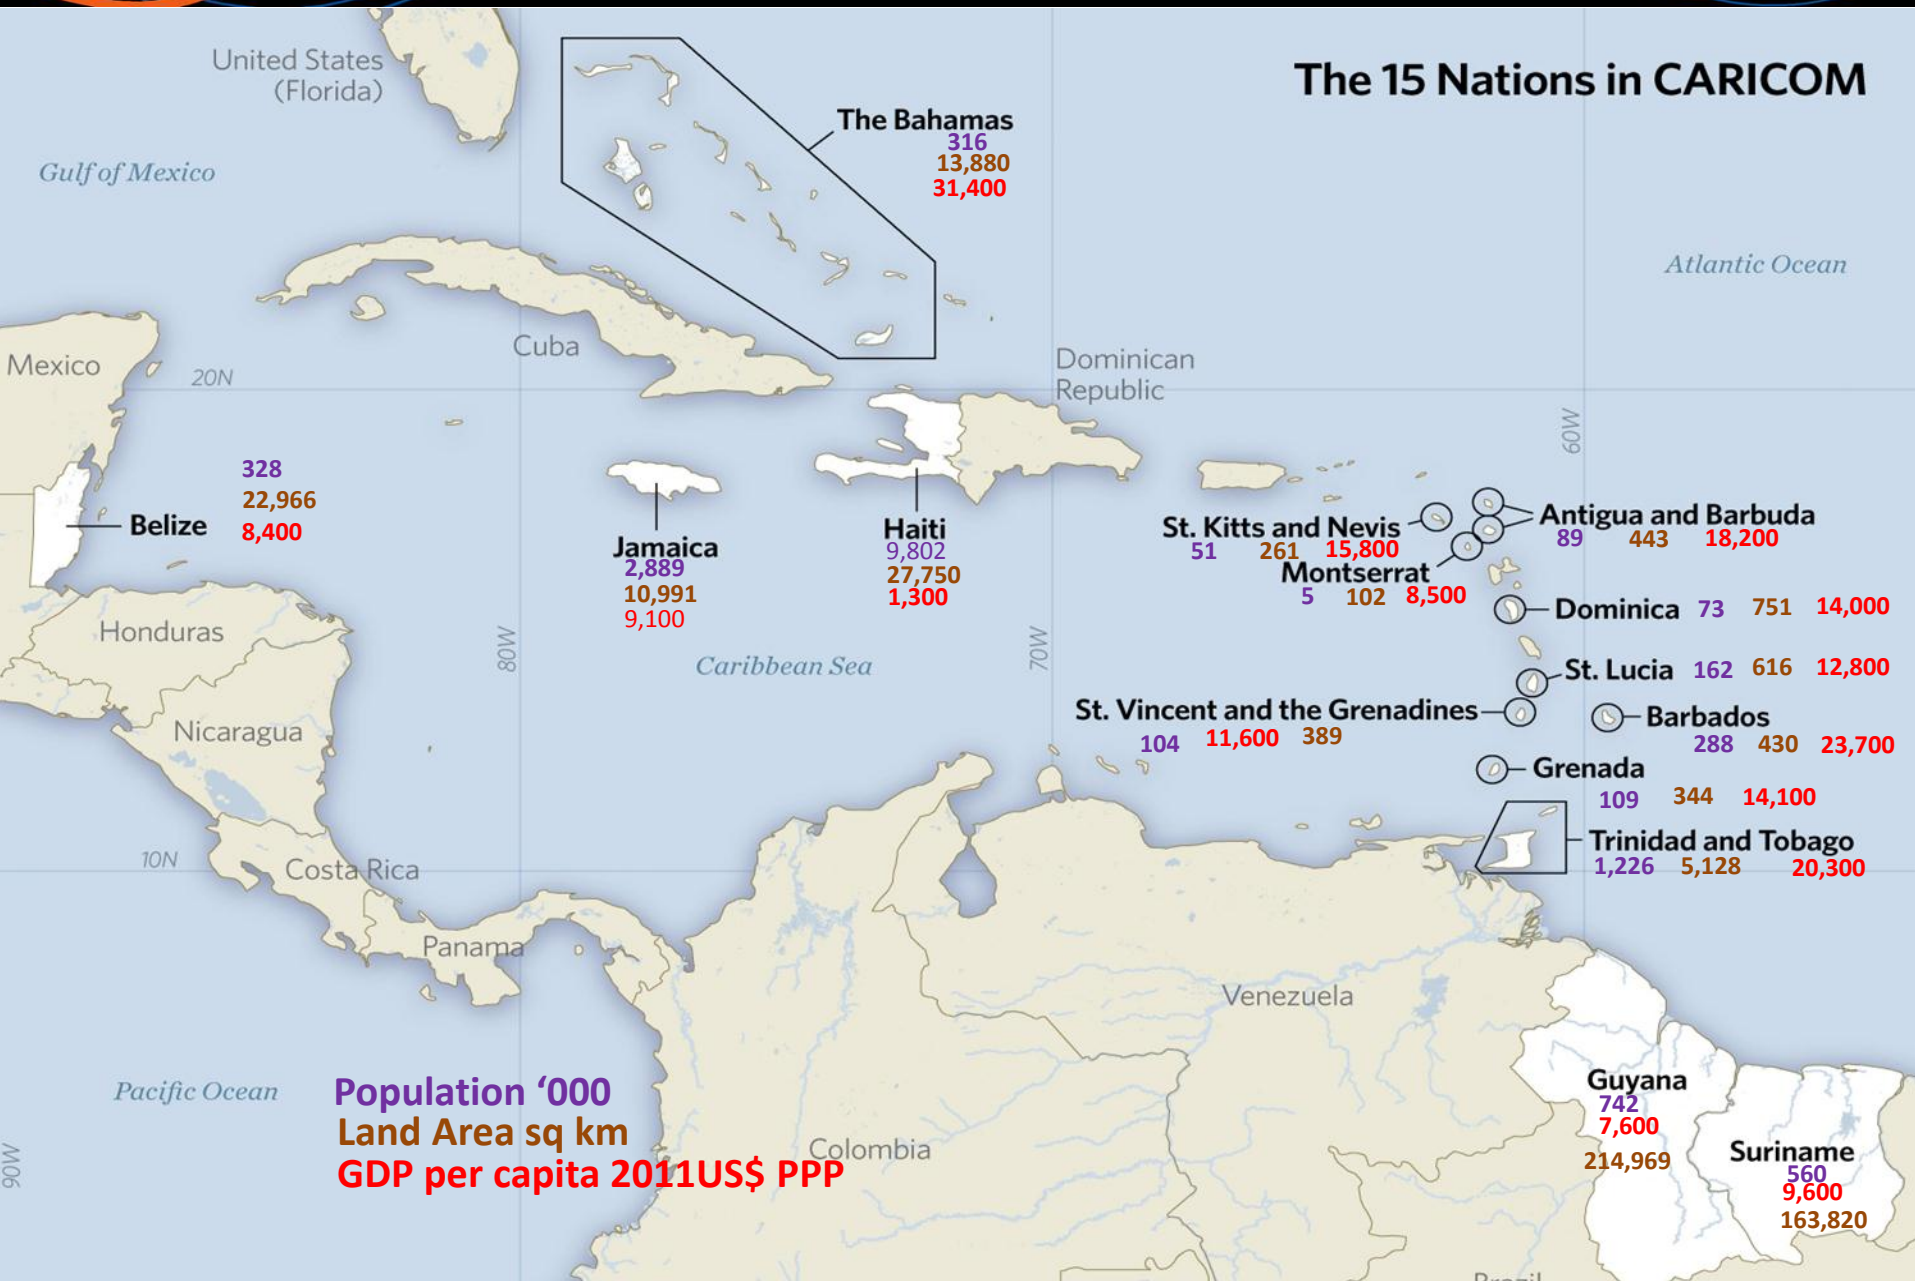 The 15 Nations in CARICOM
United States
(Florida)
Gulf of Mexico
The Bahamas
316
13,880
31,400
Atlantic Ocean
Mexico
20N
Cuba
Dominican
Republic
60W
328
22,966
8,400
Belize
Jamaica
2,889
10,991
9,100
Haiti
9,802
27,750
1,300
St. Kitts and Nevis
51 261 15,800
Antigua and Barbuda
89 443 18,200
Montserrat
5 102 8,500
Dominica 73 751 14,000
Honduras
80W
Caribbean Sea
70W
St. Lucia 162 616 12,800
St. Vincent and the Grenadines
104 11,600 389
Barbados
288 430 23,700
Nicaragua
Grenada
109 344 14,100
Trinidad and Tobago
1,226 5,128 20,300
10N
Costa Rica
Panama
Venezuela
Pacific Ocean
Population ‘000
Land Area sq km
GDP per capita 2011US$ PPP
Colombia
90W
Guyana
742
7,600
214,969
Suriname
560
9,600
163,820
Brazil